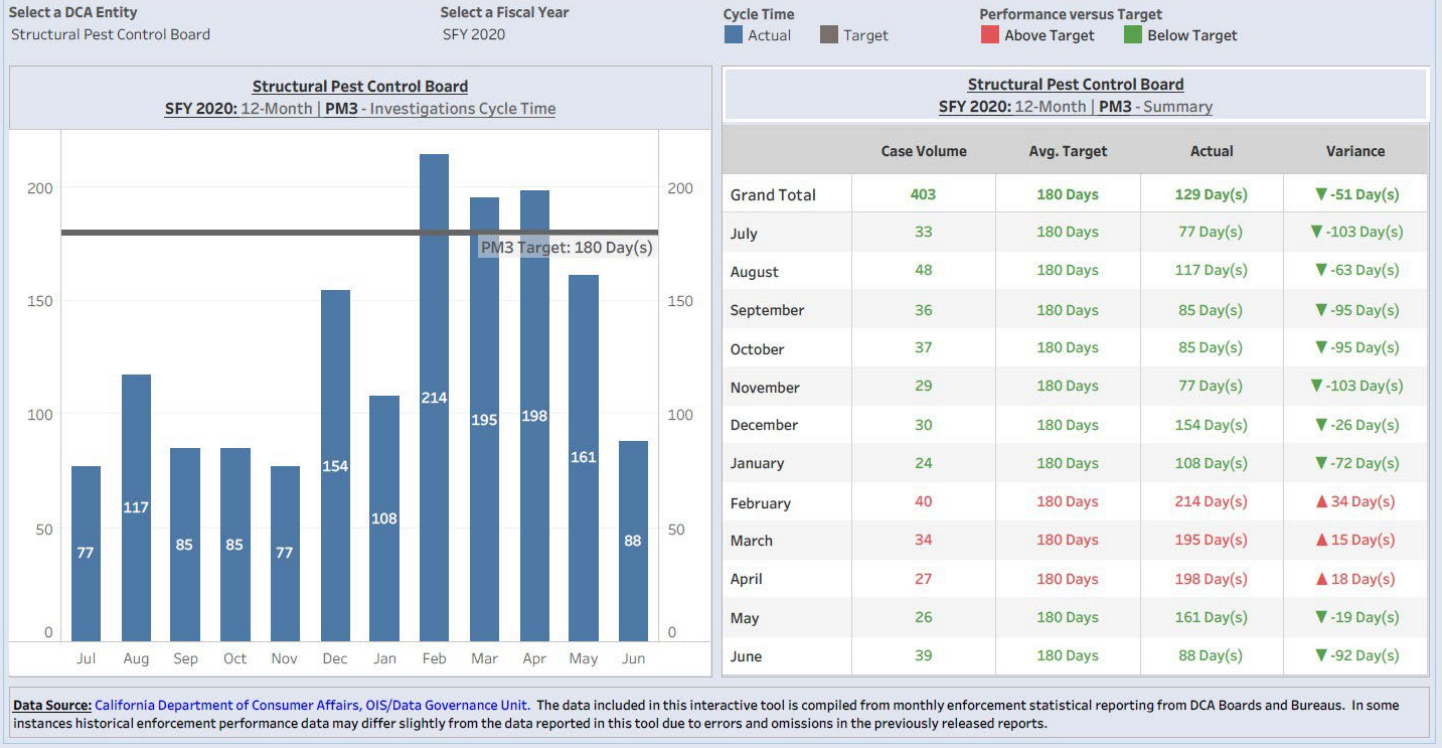 Select a DCA Entity
Structural Pest Control Board
Select a Fiscal Year
SFY 2020
Cycle Time
Actual Target
Performance versus Target
Above Target Below Target
Structural Pest Control Board
SFY 2020: 12-Month | PM3 - Investigations Cycle Time
200 200
150 150
100 100
50 50
0 0
PM3 Target: 180 Day(s)
77 117 85 85 77 154 108 214 195 198 161 88
Jul Aug Sep Oct Nov Dec Jan Feb Mar Apr May Jun
Structural Pest Control Board
SFY 2020: 12-Month | PM3 - Summary
Case Volume Avg. Target Actual Variance
Grand Total 403 180 Days 129 Day(s) ▼ -51 Day(s)
July 33 180 Days 77 Day(s) ▼ -103 Day(s)
August 48 180 Days 117 Day(s) ▼ -63 Day(s)
September 36 180 Days 85 Day(s) ▼ -95 Day(s)
October 37 180 Days 85 Day(s) ▼ -95 Day(s)
November 29 180 Days 77 Day(s) ▼ -103 Day(s)
December 30 180 Days 154 Day(s) ▼ -26 Day(s)
January 24 180 Days 108 Day(s) ▼ -72 Day(s)
February 40 180 Days 214 Day(s) ▲ 34 Day(s)
March 34 180 Days 195 Day(s) ▲ 15 Day(s)
April 27 180 Days 198 Day(s) ▲ 18 Day(s)
May 26 180 Days 161 Day(s) ▼ -19 Day(s)
June 39 180 Days 88 Day(s) ▼ -92 Day(s)
Data Source: California Department of Consumer Affairs, OIS/Data Governance Unit. The data included in this interactive tool is compiled from monthly enforcement statistical reporting from DCA Boards and Bureaus. In some
instances historical enforcement performance data may differ slightly from the data reported in this tool due to errors and omissions in the previously released reports.